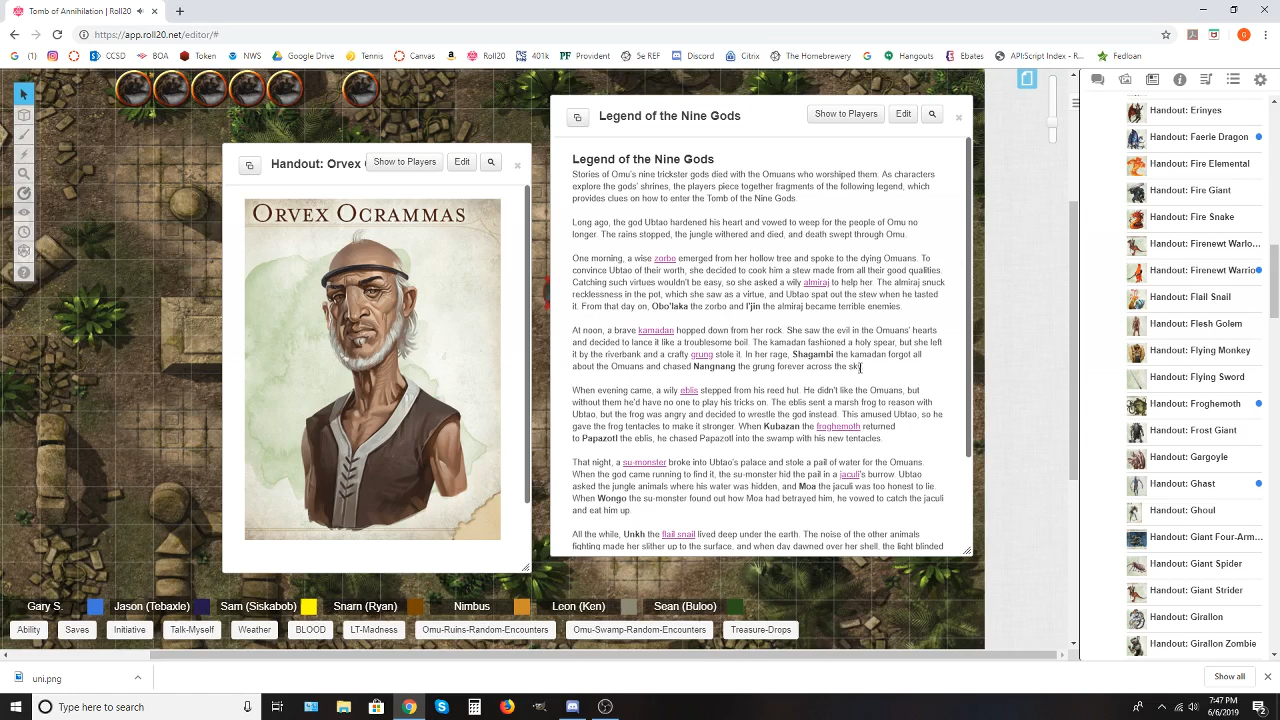 Tomb of Annihilation | Roll20
https://app.roll20.net/editor/#
Apps
CCSD
BOA
Google Drive
Tennis
Canvas
Roll20
401k
Provident
Se REF
Discord
Citrix
The Homebrewery
Hangouts
Ebates
APIScript Index
Fedloan
Handout: Orvex
Show to Players
Edit
ORVEX OCRAMMAS
Legend of the Nine Gods
Show to Players
Edit
Legend of the Nine Gods
Stories of Omu's nine trickster gods died with the Omuans who worshiped them. As characters
explore the gods' shrines, the players piece together fragments of the following legend, which
provides clues on how to enter the Tomb of the Nine Gods.
Long ago, the god Ubtao hardened his heart and vowed to weep for the people of Omu no
longer. The rains stopped, the jungle withered and died, and death swept through Omu.
One morning, a wise zorbo emerged from her hollow tree and spoke to the dying Omuans. To
convince Ubtao of their worth, she decided to cook him a stew made from all their good qualities.
Catching such virtues wouldn't be easy, so she asked a wily almiraj to help her. The almiraj snuck
recklessness in the pot, which she saw as a virtue, and Ubtao spat out the stew when he tasted
it. From that day on, Obo'laka the zorbo and I'jin the almiraj became terrible enemies.
At noon, a brave kamadan hopped down from her rock. She saw the evil in the Omuans' hearts
and decided to lance it like a troublesome boil. The kamadan fashioned a holy spear, but she left
it by the riverbank and a crafty grung stole it. In her rage, Shagambi the kamadan forgot all
about the Omuans and chased Nangnang the grung forever across the sky.
When evening came, a wily eblis stepped from his reed hut. He didn't like the Omuans, but
without them he'd have no one to play his tricks on. The eblis sent a marsh frog to reason with
Ubtao, but the frog was angry and decided to wrestle the god instead. This amused Ubtao, so he
gave the frog tentacles to make it stronger. When Kubazan the froghemoth returned
to Papazotl the eblis, he chased Papazotl into the swamp with his new tentacles.
That night, a su-monster broke into Ubtao's palace and stole a pail of water for the Omuans.
When the god came running to find it, the su-monster hid the pail in a jaculi's burrow. Ubtao
asked the jungle animals where his water was hidden, and Moa the jaculi was too honest to lie.
When Wongo the su-monster found out how Moa had betrayed him, he vowed to catch the jaculi
and eat him up.
All the while, Unkh the flail snail lived deep under the earth. The noise of the other animals
fighting made her slither up to the surface, and when day dawned over her shell, the light blinded
Handout: Erinyes
Handout: Faerie Dragon
Handout: Fire Elemental
Handout: Fire Giant
Handout: Fire Snake
Handout: Firenewt Warlo...
Handout: Firenewt Warrio
Handout: Flail Snail
Handout: Flesh Golem
Handout: Flying Monkey
Handout: Flying Sword
Handout: Froghemoth
Handout: Frost Giant
Handout: Gargoyle
Handout: Ghast
Handout: Ghoul
Handout: Giant Four-Arm...
Handout: Giant Spider
Handout: Giant Strider
Handout: Girallon
Handout: Girallon Zombie
Gary S.
Jason (Tebaxle)
Sam (Siskabob)
Snarn (Ryan)
Nimbus
Leon (Ken)
Sean (Buloo)
Ability
Saves
Initiative
Talk-Myself
Weather
BLOOD
LT-Madness
Omu-Ruins-Random-Encounters
Omu-Swamp-Random-Encounters
Treasure-Drops
uni.png
Show all
Type here to search
7:47 PM
6/6/2019